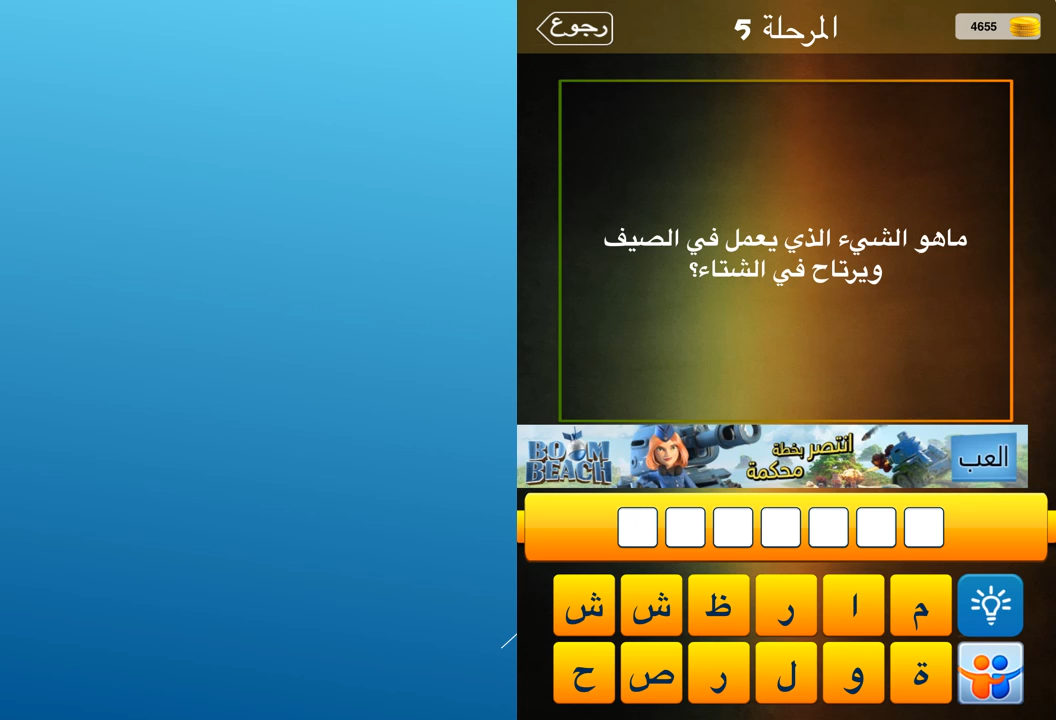 رجوع
المرحلة 5
4655
ماهو الشيء الذي يعمل في الصيف
ويرتاح في الشتاء؟
BOOM
BEACH
انتصر بخطة
محكمة
العب
م ا ر ظ ش ش
ة و ل ر ص ح